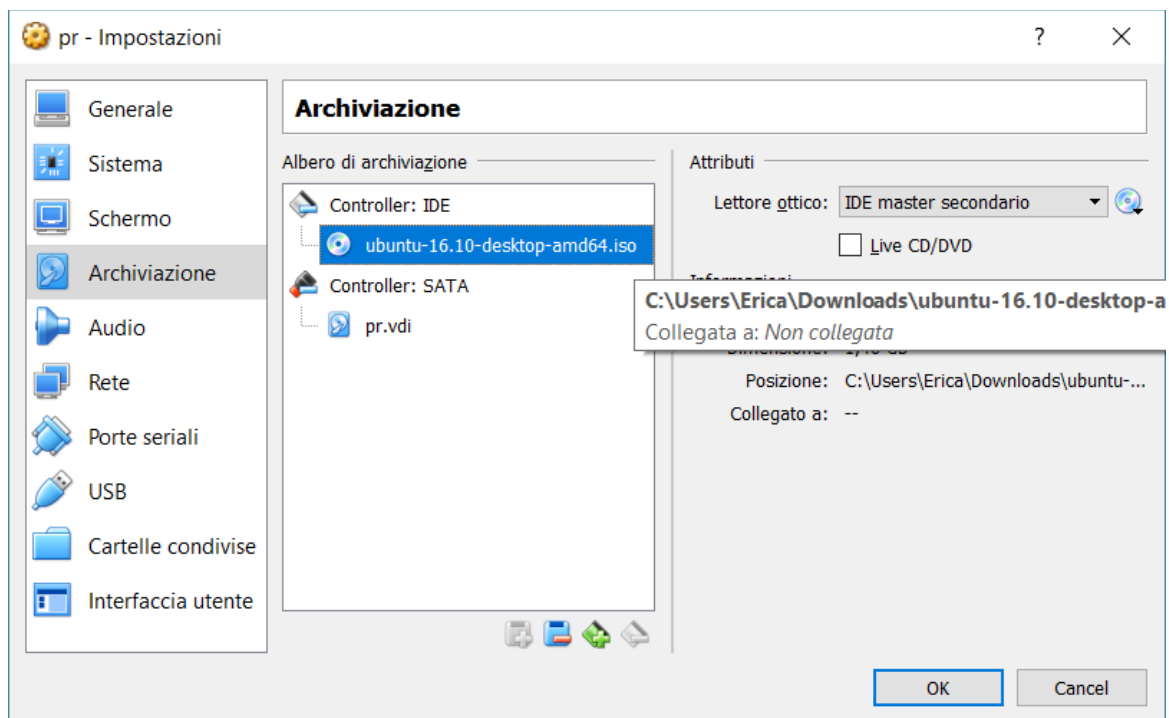 pr - Impostazioni
?
Generale
Sistema
Schermo
Archiviazione
Audio
Rete
Porte seriali
USB
Cartelle condivise
Interfaccia utente
Archiviazione
Albero di archiviazione
Controller: IDE
ubuntu-16.10-desktop-amd64.iso
Controller: SATA
pr.vdi
Attributi
Lettore ottico: IDE master secondario
Live CD/DVD
Informazioni
C:\Users\Erica\Downloads\ubuntu-16.10-desktop-a
Collegata a: Non collegata
Dimensione:
Posizione: C:\Users\Erica\Downloads\ubuntu-...
Collegato a: --
OK
Cancel